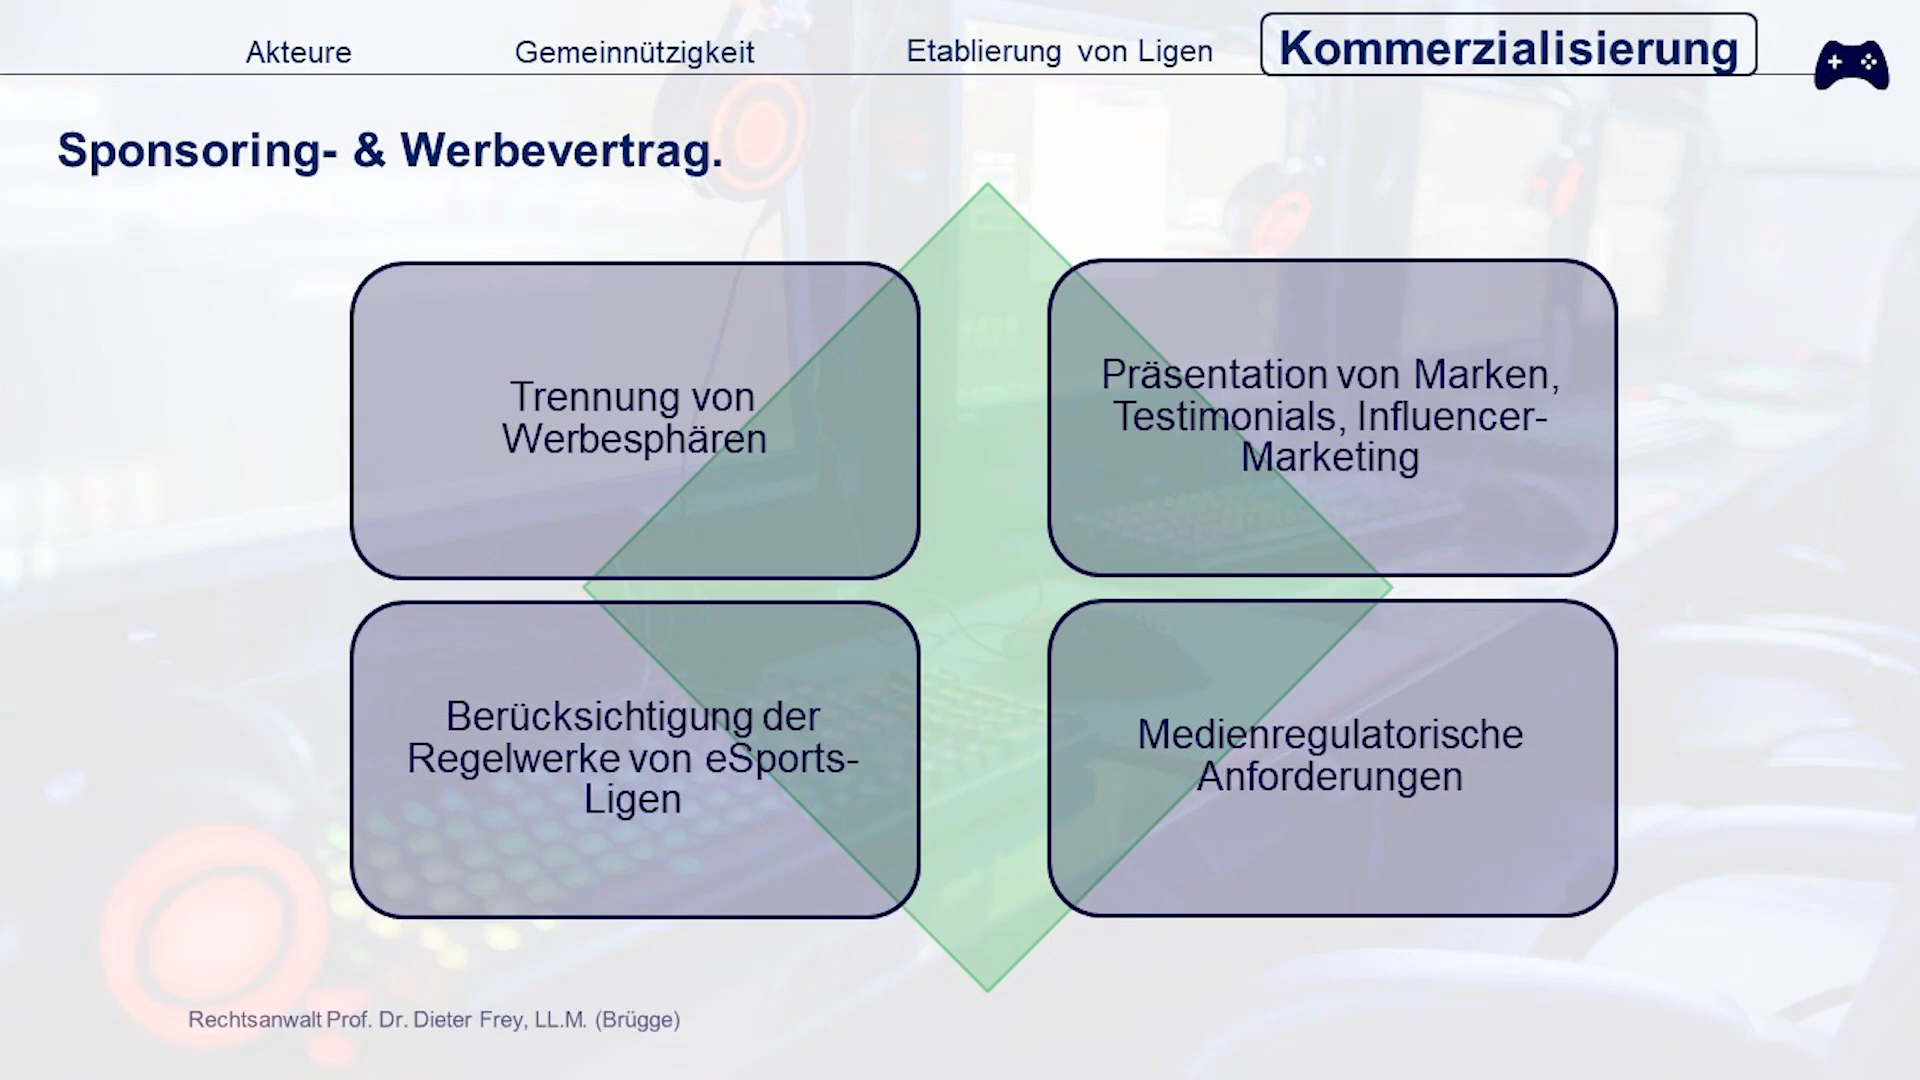 Akteure
Gemeinnützigkeit
Etablierung von Ligen
Kommerzialisierung
Sponsoring- & Werbevertrag.
Trennung von
Werbesphären
Präsentation von Marken,
Testimonials, Influencer-
Marketing
Berücksichtigung der
Regelwerke von eSports-
Ligen
Medienregulatorische
Anforderungen
Rechtsanwalt Prof. Dr. Dieter Frey, LL.M. (Brügge)